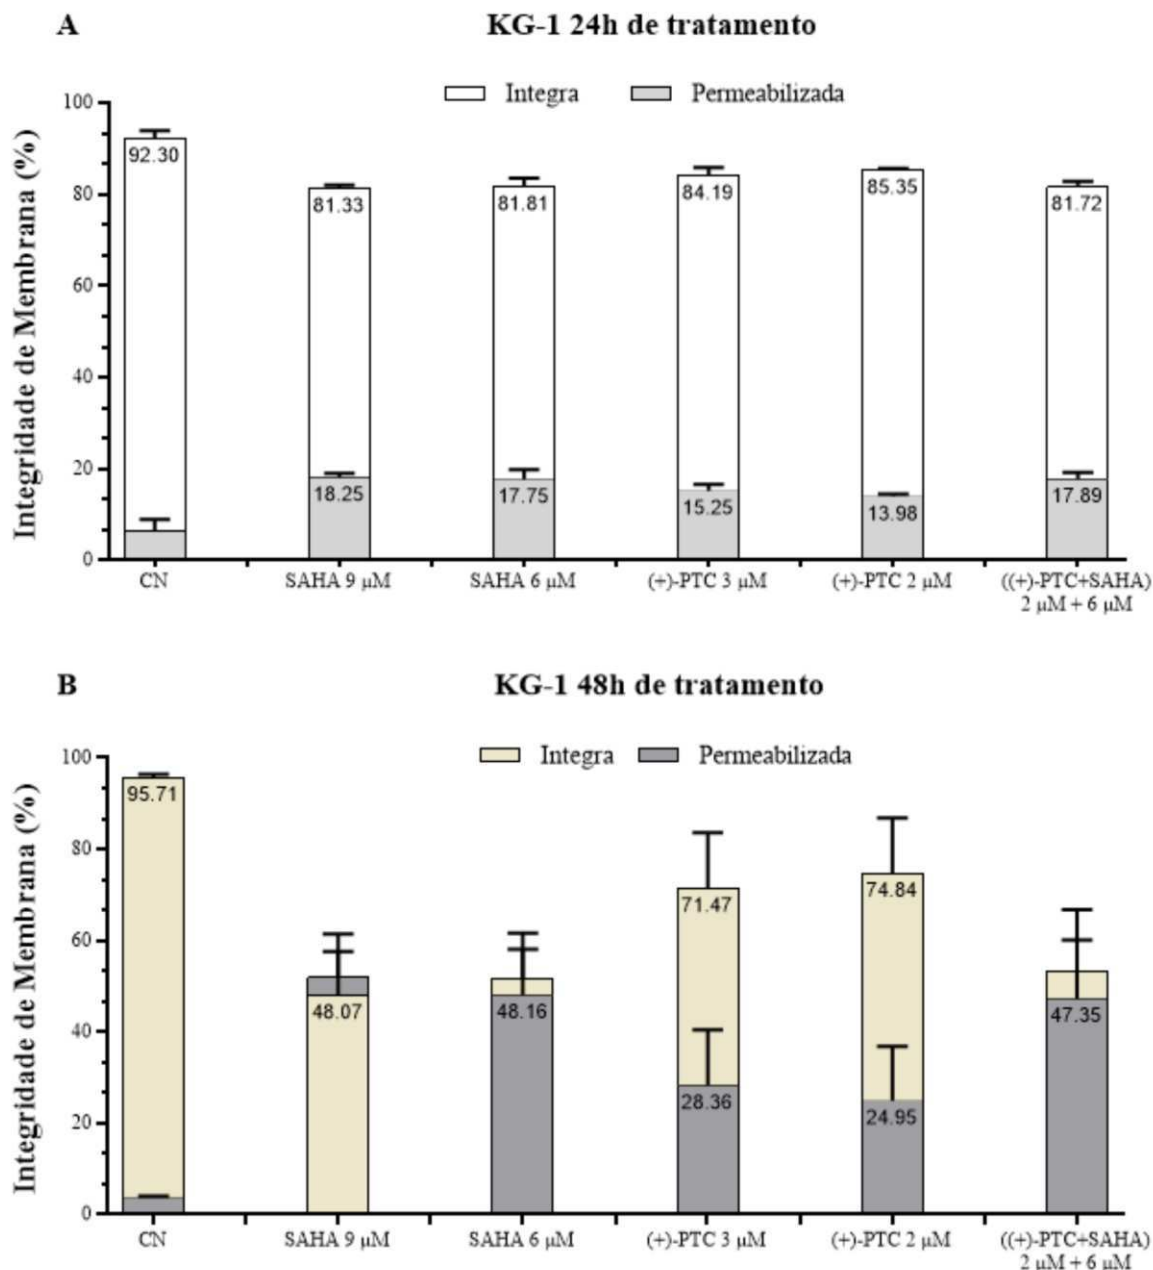 A
KG-1 24h de tratamento
Integra Permeabilizada
Integridade de Membrana (%)
100
80
60
40
20
0
92.30
81.33
81.81
84.19
85.35
81.72
18.25
17.75
15.25
13.98
17.89
CN
SAHA 9 μM
SAHA 6 μM
(+)-PTC 3 μM
(+)-PTC 2 μM
((+)-PTC+SAHA)
2 μM + 6 μM
B
KG-1 48h de tratamento
Integra Permeabilizada
Integridade de Membrana (%)
100
80
60
40
20
0
95.71
48.07
48.16
71.47
28.36
74.84
24.95
47.35
CN
SAHA 9 μM
SAHA 6 μM
(+)-PTC 3 μM
(+)-PTC 2 μM
((+)-PTC+SAHA)
2 μM + 6 μM